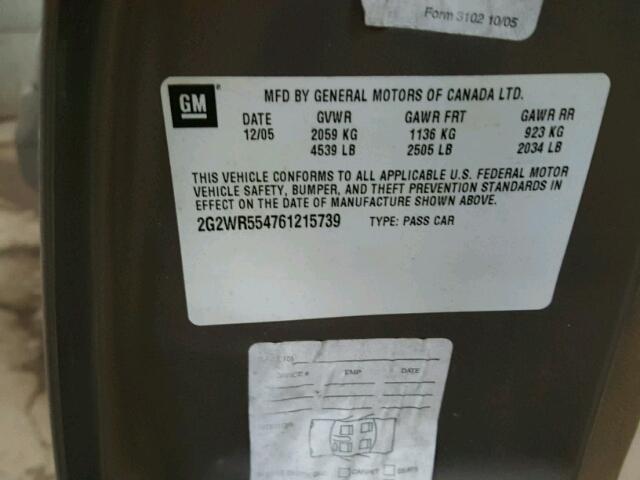 Form 3102 10/05
GM ®
MFD BY GENERAL MOTORS OF CANADA LTD.
DATE GVWR GAWR FRT GAWR RR
12/05 2059 KG 1136 KG 923 KG
4539 LB 2505 LB 2034 LB
THIS VEHICLE CONFORMS TO ALL APPLICABLE U.S. FEDERAL MOTOR
VEHICLE SAFETY, BUMPER, AND THEFT PREVENTION STANDARDS IN
EFFECT ON THE DATE OF MANUFACTURE SHOWN ABOVE.
2G2WR554761215739 TYPE: PASS CAR
EMP DATE
CARPET SEATS